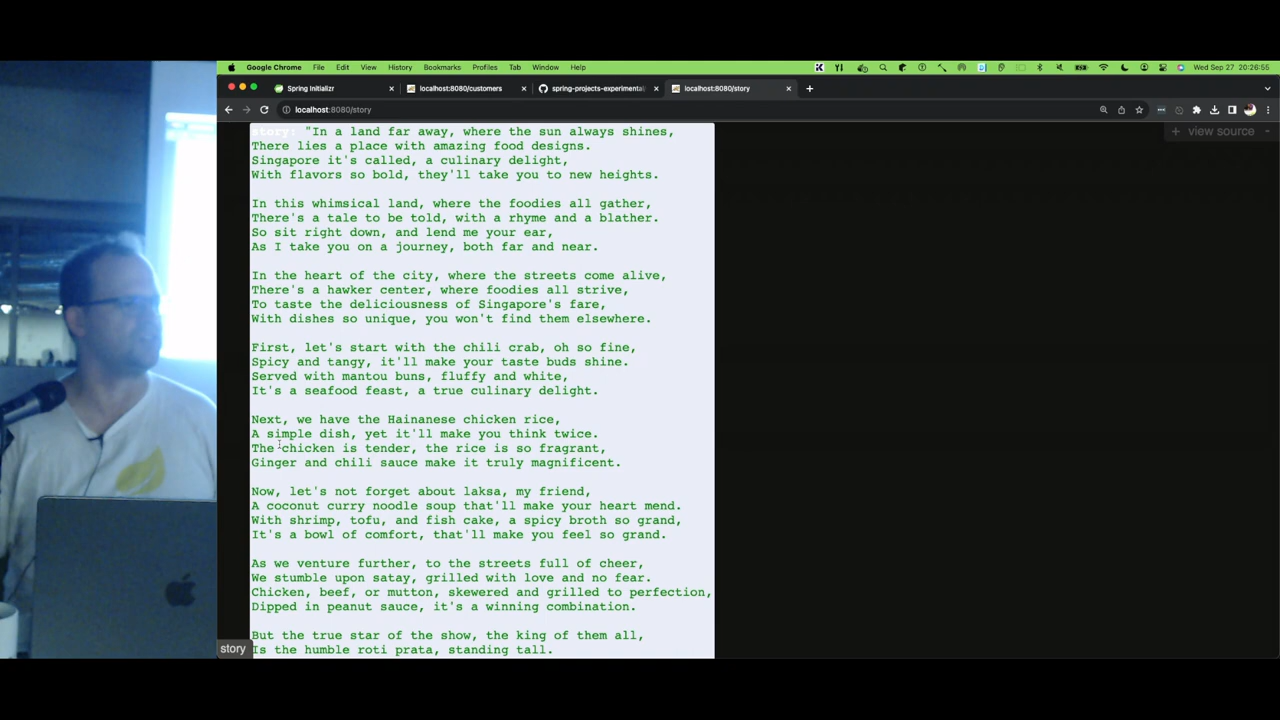 Google Chrome File Edit View History Bookmarks Profiles Tab Window Help
Wed Sep 27 20:26:55
Spring Initializr
localhost:8080/customers
spring-projects-experimental
localhost:8080/story
localhost:8080/story
+ view source
story: "In a land far away, where the sun always shines,
There lies a place with amazing food designs.
Singapore it's called, a culinary delight,
With flavors so bold, they'll take you to new heights.
In this whimsical land, where the foodies all gather,
There's a tale to be told, with a rhyme and a blather.
So sit right down, and lend me your ear,
As I take you on a journey, both far and near.
In the heart of the city, where the streets come alive,
There's a hawker center, where foodies all strive,
To taste the deliciousness of Singapore's fare,
With dishes so unique, you won't find them elsewhere.
First, let's start with the chili crab, oh so fine,
Spicy and tangy, it'll make your taste buds shine.
Served with mantou buns, fluffy and white,
It's a seafood feast, a true culinary delight.
Next, we have the Hainanese chicken rice,
A simple dish, yet it'll make you think twice.
The chicken is tender, the rice is so fragrant,
Ginger and chili sauce make it truly magnificent.
Now, let's not forget about laksa, my friend,
A coconut curry noodle soup that'll make your heart mend.
With shrimp, tofu, and fish cake, a spicy broth so grand,
It's a bowl of comfort, that'll make you feel so grand.
As we venture further, to the streets full of cheer,
We stumble upon satay, grilled with love and no fear.
Chicken, beef, or mutton, skewered and grilled to perfection,
Dipped in peanut sauce, it's a winning combination.
But the true star of the show, the king of them all,
Is the humble roti prata, standing tall.
story